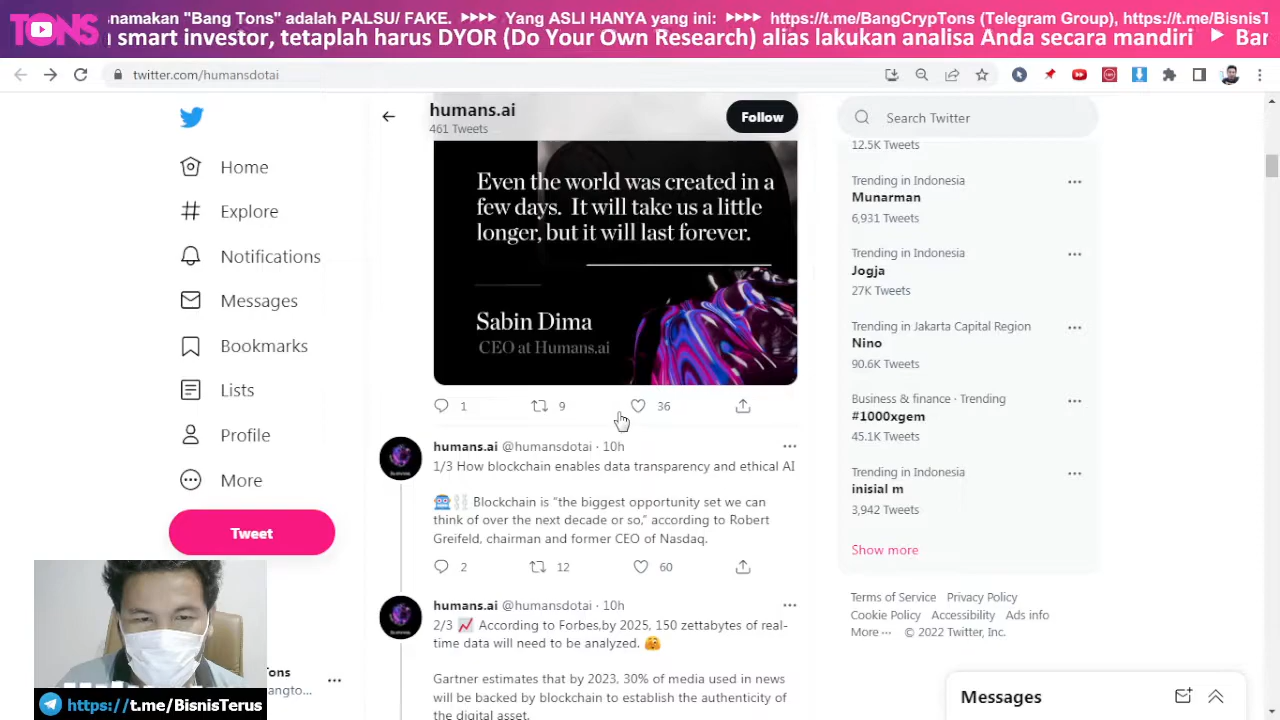 TONS
namakan "Bang Tons" adalah PALSU/ FAKE. ▸▸▸▸ Yang ASLI HANYA yang ini: ▸▸▸▸ https://t.me/BangCrypTons (Telegram Group), https://t.me/BisnisT
smart investor, tetaplah harus DYOR (Do Your Own Research) alias lakukan analisa Anda secara mandiri ▶ Bar
twitter.com/humansdotai
humans.ai
461 Tweets
Follow
Search Twitter
Home
Explore
Notifications
Messages
Bookmarks
Lists
Profile
More
Tweet
Even the world was created in a
few days. It will take us a little
longer, but it will last forever.
Sabin Dima
CEO at Humans.ai
1 9 36
humans.ai @humansdotai · 10h
1/3 How blockchain enables data transparency and ethical AI
🤖⛓️ Blockchain is "the biggest opportunity set we can
think of over the next decade or so," according to Robert
Greifeld, chairman and former CEO of Nasdaq.
2 12 60
humans.ai @humansdotai · 10h
2/3 📈 According to Forbes,by 2025, 150 zettabytes of real-
time data will need to be analyzed. 🤗
Gartner estimates that by 2023, 30% of media used in news
will be backed by blockchain to establish the authenticity of
the digital asset.
12.5K Tweets
Trending in Indonesia
Munarman
6,931 Tweets
Trending in Indonesia
Jogja
27K Tweets
Trending in Jakarta Capital Region
Nino
90.6K Tweets
Business & finance · Trending
#1000xgem
45.1K Tweets
Trending in Indonesia
inisial m
3,942 Tweets
Show more
Terms of Service Privacy Policy
Cookie Policy Accessibility Ads info
More ··· © 2022 Twitter, Inc.
Messages
Tons
https://t.me/BisnisTerus